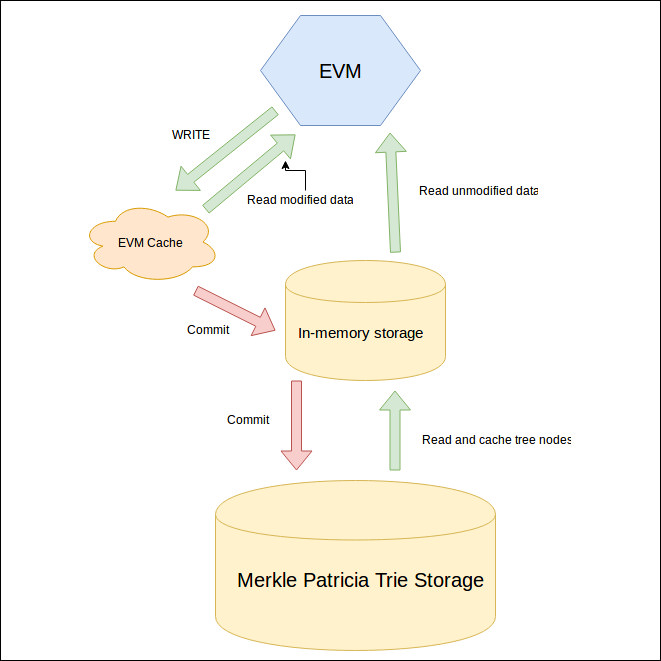 EVM
WRITE
Read unmodified data
Read modified data
EVM Cache
Commit
In-memory storage
Commit
Read and cache tree nodes
Merkle Patricia Trie Storage